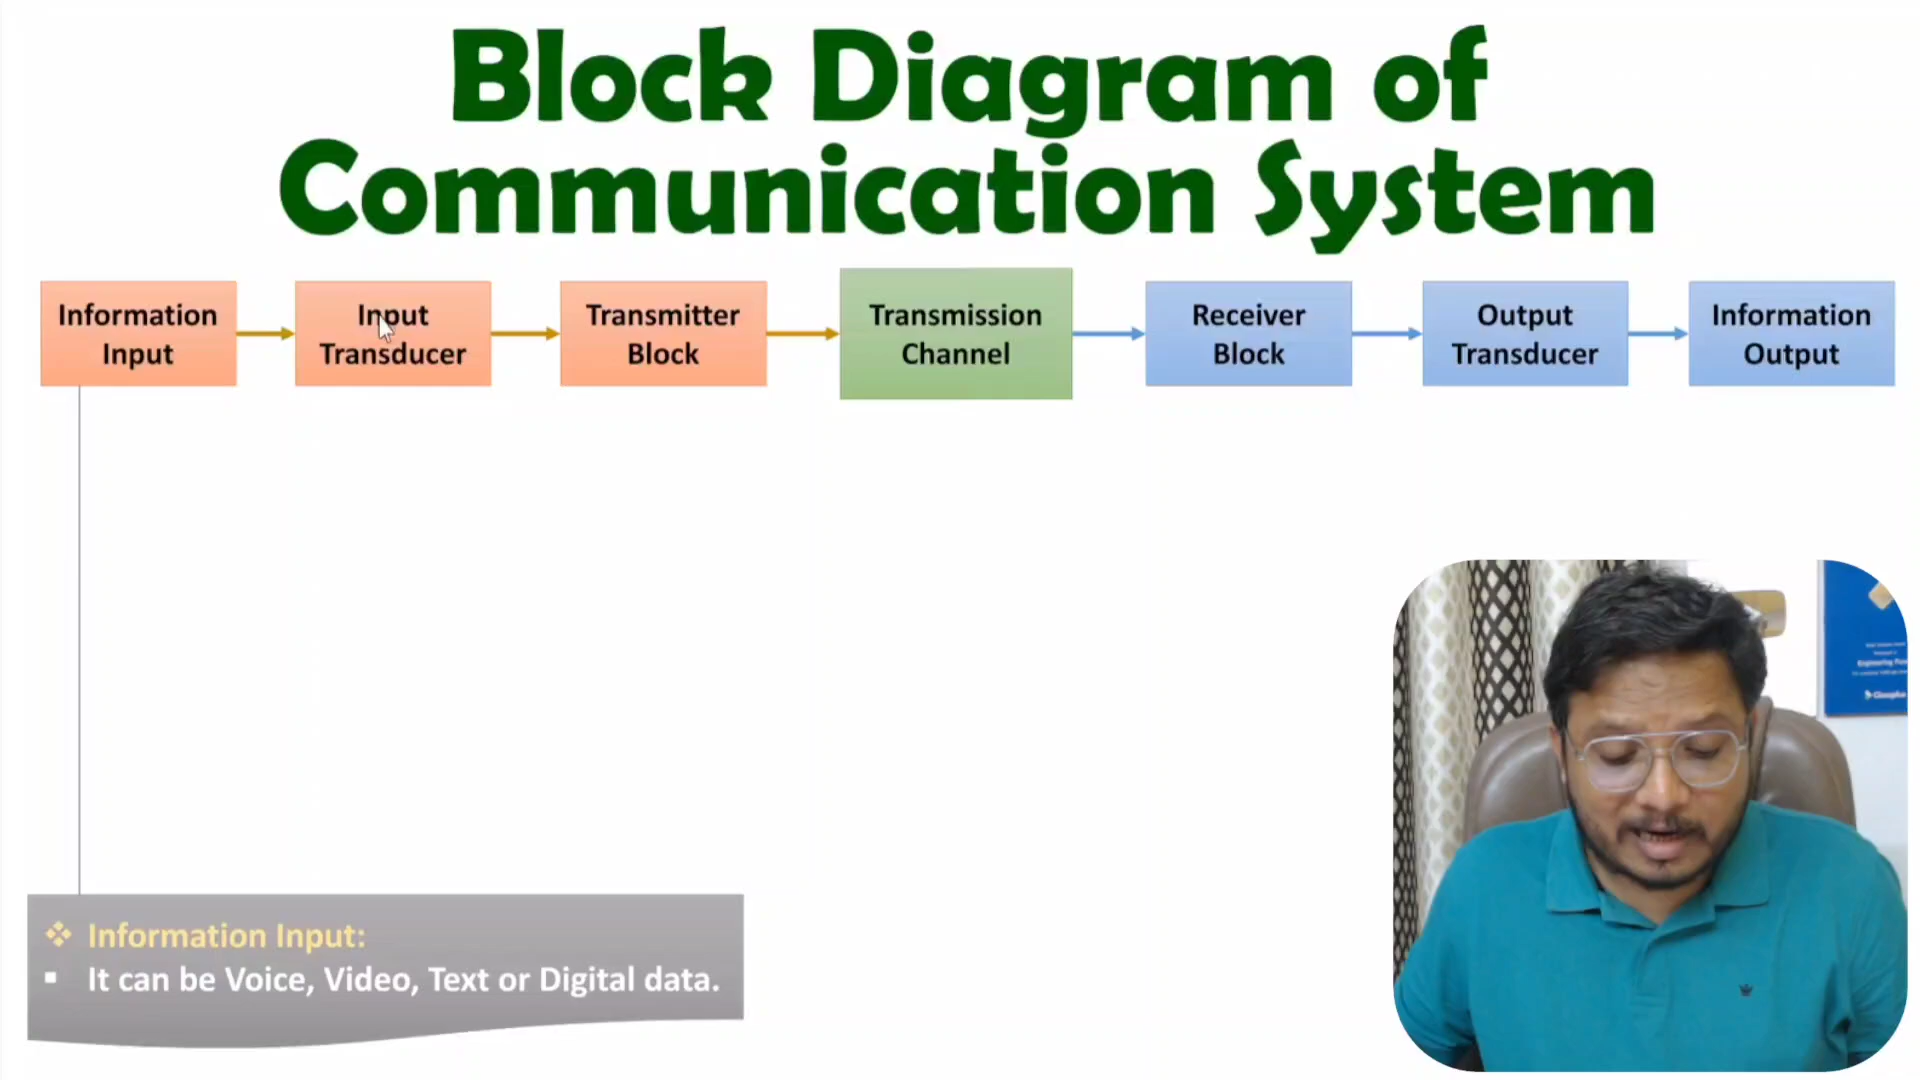 Block Diagram of
Communication System
Information
Input
Input
Transducer
Transmitter
Block
Transmission
Channel
Receiver
Block
Output
Transducer
Information
Output
❖ Information Input:
▪ It can be Voice, Video, Text or Digital data.